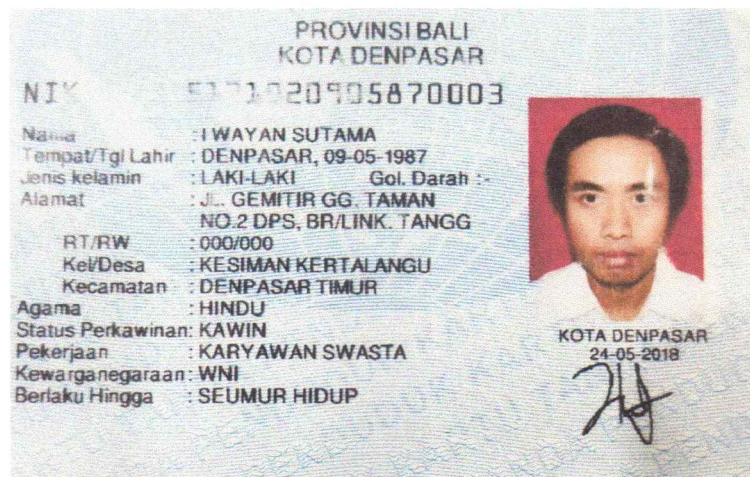 PROVINSI BALI
KOTA DENPASAR
NIK 5171020905870003
Nama : I WAYAN SUTAMA
Tempat/Tgl Lahir : DENPASAR, 09-05-1987
Jenis kelamin : LAKI-LAKI Gol. Darah :-
Alamat : JL. GEMITIR GG. TAMAN
NO.2 DPS, BR/LINK. TANGG
RT/RW : 000/000
Kel/Desa : KESIMAN KERTALANGU
Kecamatan : DENPASAR TIMUR
Agama : HINDU
Status Perkawinan: KAWIN
Pekerjaan : KARYAWAN SWASTA
Kewarganegaraan: WNI
Berlaku Hingga : SEUMUR HIDUP
KOTA DENPASAR
24-05-2018